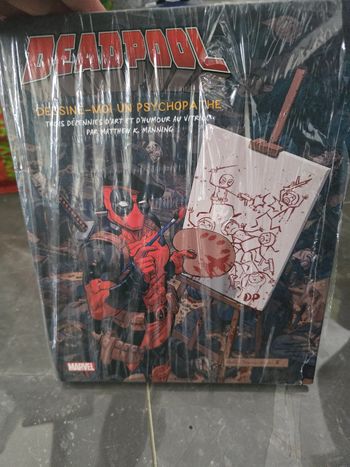 DEADPOOL
DESSINE-MOI UN PSYCHOPATHE
TROIS DÉCENNIES D'ART ET D'HUMOUR AU VITRIOL
PAR MATTHEW K. MANNING
DP
MARVEL